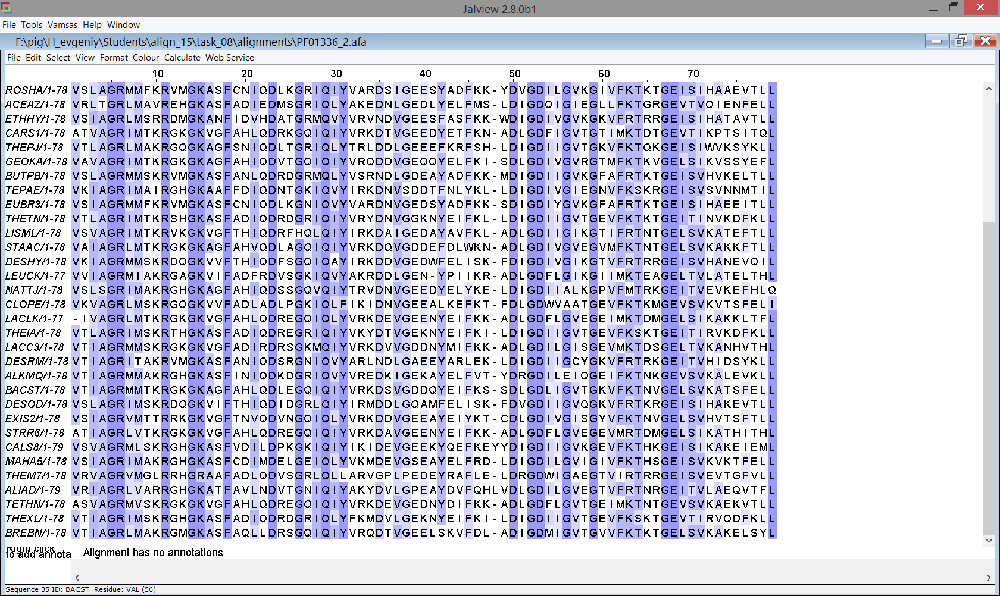 Jalview 2.8.0b1
File Tools Vamsas Help Window
F:\pig\H_evgeniy\Students\align_15\task_08\alignments\PF01336_2.afa
File Edit Select View Format Colour Calculate Web Service
10 20 30 40 50 60 70
ROSHA/1-78 VSLAGRMMFKRVMGKASFCNIQDLKGRIQIYVARDSIGEESYADFKK-YDVGDILGVKGIVFKTKTGEISIHAAEVTLL
ACEAZ/1-78 VRLTGRLMAVREHGKASFADIEDMSGRIQLYAKEDNLGEDLYELFMS-LDIGDQIGIEGLLFKTGRGEVTVQIENFELL
ETHHY/1-78 VSIAGRLMSRRDMGKANFIDVHDATGRMQVYVRVNDVGEESFASFKK-WDIGDIVGVKGKVFRTRRGEISIHATAVTLL
CARS1/1-78 ATVAGRIMTKRGKGKVGFAHLQDRKGQIQIYVRKDTVGEEDYETFKN-ADLGDFIGVTGTIMKTDTGEVTIKPTSITQL
THEPJ/1-78 VTLAGRLMAKRGQGKAGFSNIQDLTGRIQLYTRLDDLGEEEFKRFSH-LDIGDIIGVTGKVFKTQKGEISIWVKSYKLL
GEOKA/1-78 VAVAGRIMTKRGKGKAGFAHIQDVTGQIQIYVRQDDVGEQQYELFKI-SDLGDIVGVRGTMFKTKVGELSIKVSSYEFL
BUTPB/1-78 VSLAGRMMSKRVMGKASFANLQDRDGRMQLYVSRNDLGDEAYADFKK-MDIGDIIGVKGFAFRTKTGEISVHVKELTLL
TEPAE/1-78 VKIAGRIMAIRGHGKAAFFDIQDNTGKIQVYIRKDNVSDDTFNLYKL-LDIGDIVGIEGNVFKSKRGEISVSVNNMTIL
EUBR3/1-78 VSIAGRMMFKRVMGKASFCNIQDLKGNIQVYVARDNVGEDSYADFKK-SDIGDIYGVKGFAFRTKTGEISIHAEEITLL
THETN/1-78 VTLAGRIMTKRSHGKASFADIQDRDGRIQIYVRYDNVGGKNYEIFKL-LDIGDIIGVTGEVFKTKTGEITINVKDFKLL
LISML/1-78 VSVAGRIMTKRVKGKVGFTHIQDRFHQLQIYIRKDAIGEDAYAVFKL-ADLGDIIGIKGTIFRTNTGELSVKATEFTLL
STAAC/1-78 VAIAGRLMTKRGKGKAGFAHVQDLAGQIQIYVRKDQVGDDEFDLWKN-ADLGDIVGVEGVMFKTNTGELSVKAKKFTLL
DESHY/1-78 VKIAGRMMSKRDQGKVVFTHIQDFSGQIQAYIRKDDVGEDWFELISK-FDIGDIVGIKGTVFRTRRGEISVHANEVQIL
LEUCK/1-77 VVIAGRMIAKRGAGKVIFADFRDVSGKIQVYAKRDDLGEN-YPIIKR-ADLGDFLGIKGIIMKTEAGELTVLATELTHL
NATTJ/1-78 VSLSGRIMAKRGHGKAGFAHIQDSSGQVQIYTRVDNVGEEDYELYKE-LDIGDIIALKGPVFMTRKGEITVEVKEFHLQ
CLOPE/1-78 VKVAGRLMSKRGQGKVVFADLADLPGKIQLFIKIDNVGEEALKEFKT-FDLGDWVAATGEVFKTKMGEVSVKVTSFELI
LACLK/1-77 -IVAGRLMTKRGKGKVGFAHLQDREGQIQLYVRKDEVGEENYEIFKK-ADLGDFLGVEGEIMKTDMGELSIKAKKLTFL
THEIA/1-78 VTLAGRIMSKRTHGKASFADIQDREGRIQIYVKYDTVGEKNYEIFKI-LDIGDIIGVTGEVFKSKTGEITIRVKDFKLL
LACC3/1-78 VTIAGRMMSKRGKGKVGFADIRDRSGKMQIYVRKDVVGDDNYMIFKK-ADLGDILGISGEVMKTDSGELTVKANHVTHL
DESRM/1-78 VTIAGRITAKRVMGKASFANIQDSRGNIQVYARLNDLGAEEYARLEK-LDIGDIIGCYGKVFRTRKGEITVHIDSYKLL
ALKMQ/1-78 VTIAGRMMAKRGHGKASFINIQDKDGRIQVYVREDKIGEKAYELFVT-YDRGDILEIQGEIFKTNKGEVSVKALEVKLL
BACST/1-78 VTIAGRMMTKRGKGKAGFAHLQDLEGQIQIYVRKDSVGDDQYEIFKS-SDLGDLIGVTGKVFKTNVGELSVKATSFELL
DESOD/1-78 VSLAGRIMSKRDQGKVIFTHIQDIDGRLQIYIRMDDLGQAMFELISK-FDVGDIIGVQGKVFRTKRGEISIHAKEVTLL
EXIS2/1-78 VSIAGRVMTTRRKGKVGFTNVQDVNGQIQLYVRKDDVGEEAYEIYKT-CDIGDIVGISGYVFKTNVGELSVHVTSFTLL
STRR6/1-78 ATIAGRLVTKRGKGKVGFAHLQDREGQIQIYVRKDAVGEENYEIFKK-ADLGDFLGVEGEVMRTDMGELSIKATHITHL
CALS8/1-79 VSVAGRMLSKRGHGKASFVDILDPKGKIQIYIKIDEVGEEKYQEFKEYYDIGDIIGVKGEVFKTHKGEISIKAKEIEML
MAHA5/1-78 VSIAGRIMAKRGHGKASFCDIMDELGEIQLYVKMDEVGSEAYELFRD-LDIGDILGVIGIVFKTHSGEISVKVKTFELL
THEM7/1-78 VRVAGRVMGLRRHGRAAFADLQDVSGRLQLLARVGPLPEDEYRAFLE-LDRGDWIGAEGTVIRTRRGEISVEVTGFVLL
ALIAD/1-79 VRIAGRLVARRGHGKATFAVLNDVTGNIQIYAKYDVLGPEAYDVFQHLVDLGDILGVEGTVFRTNRGEITVLAEQVTFL
TETHN/1-78 ASVAGRMVSKRGKGKVGFAHLQDREGQIQIYVRKDEVGEDNYDIFKK-ADLGDFLGVTGEIMKTNTGEVSVKAEKVTLL
THEXL/1-78 VTIAGRIMSKRGHGKASFADIQDRDGRIQLYFKMDVLGEKNYEIFKI-LDIGDIIGVTGEVFKSKTGEVTIRVQDFKLL
BREBN/1-78 VTIAGRLMAKRGMGKASFAQLLDRSGQIQIYVRQDTVGEELSKVFDL-ADIGDMIGVTGVVFKTKTGELSVKAKELSYL
Right click
to add annota Alignment has no annotations
Sequence 35 ID: BACST Residue: VAL (56)